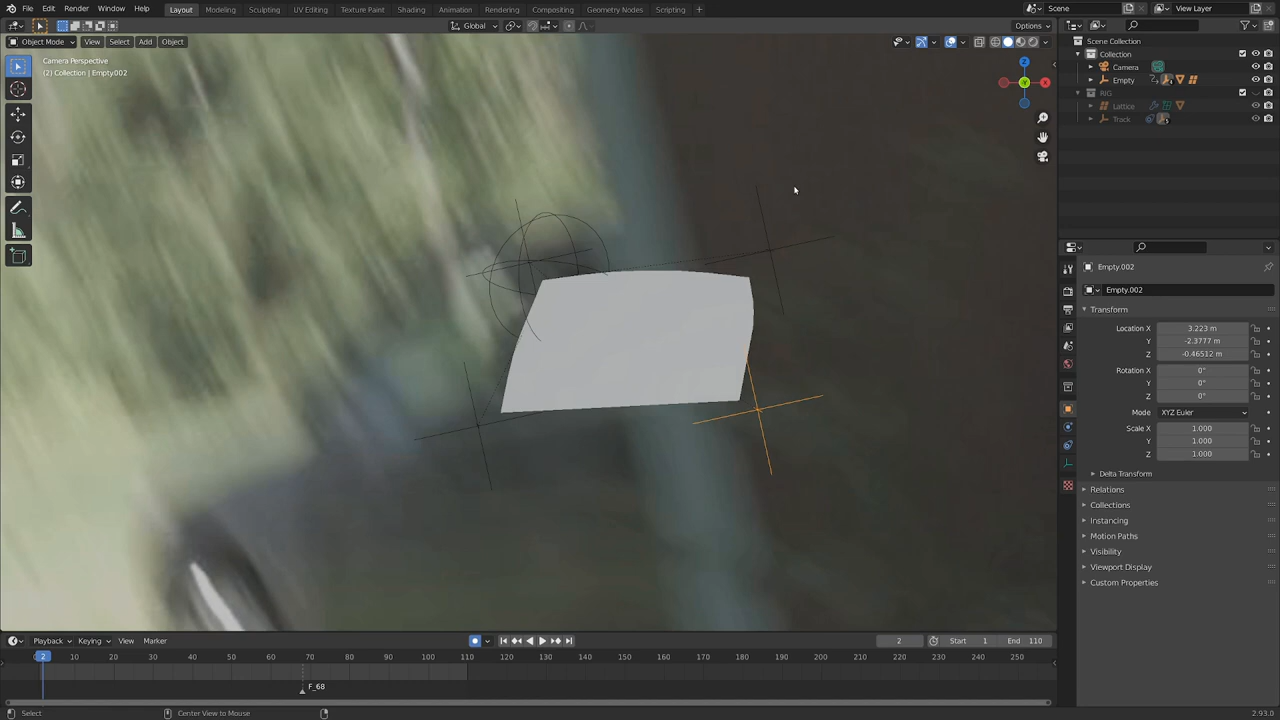 File Edit Render Window Help Layout Modeling Sculpting UV Editing Texture Paint Shading Animation Rendering Compositing Geometry Nodes Scripting + Scene View Layer
Global Options
Object Mode View Select Add Object
Camera Perspective
(2) Collection | Empty.002
Z
X
Y
Scene Collection
Collection
Camera
Empty
RIG
Lattice
Track
Empty.002
Empty.002
Transform
Location X 3.223 m
Y -2.3777 m
Z -0.46512 m
Rotation X 0°
Y 0°
Z 0°
Mode XYZ Euler
Scale X 1.000
Y 1.000
Z 1.000
Delta Transform
Relations
Collections
Instancing
Motion Paths
Visibility
Viewport Display
Custom Properties
Playback Keying View Marker 2 Start 1 End 110
2 10 20 30 40 50 60 70 80 90 100 110 120 130 140 150 160 170 180 190 200 210 220 230 240 250
F_68
Select Center View to Mouse 2.93.0